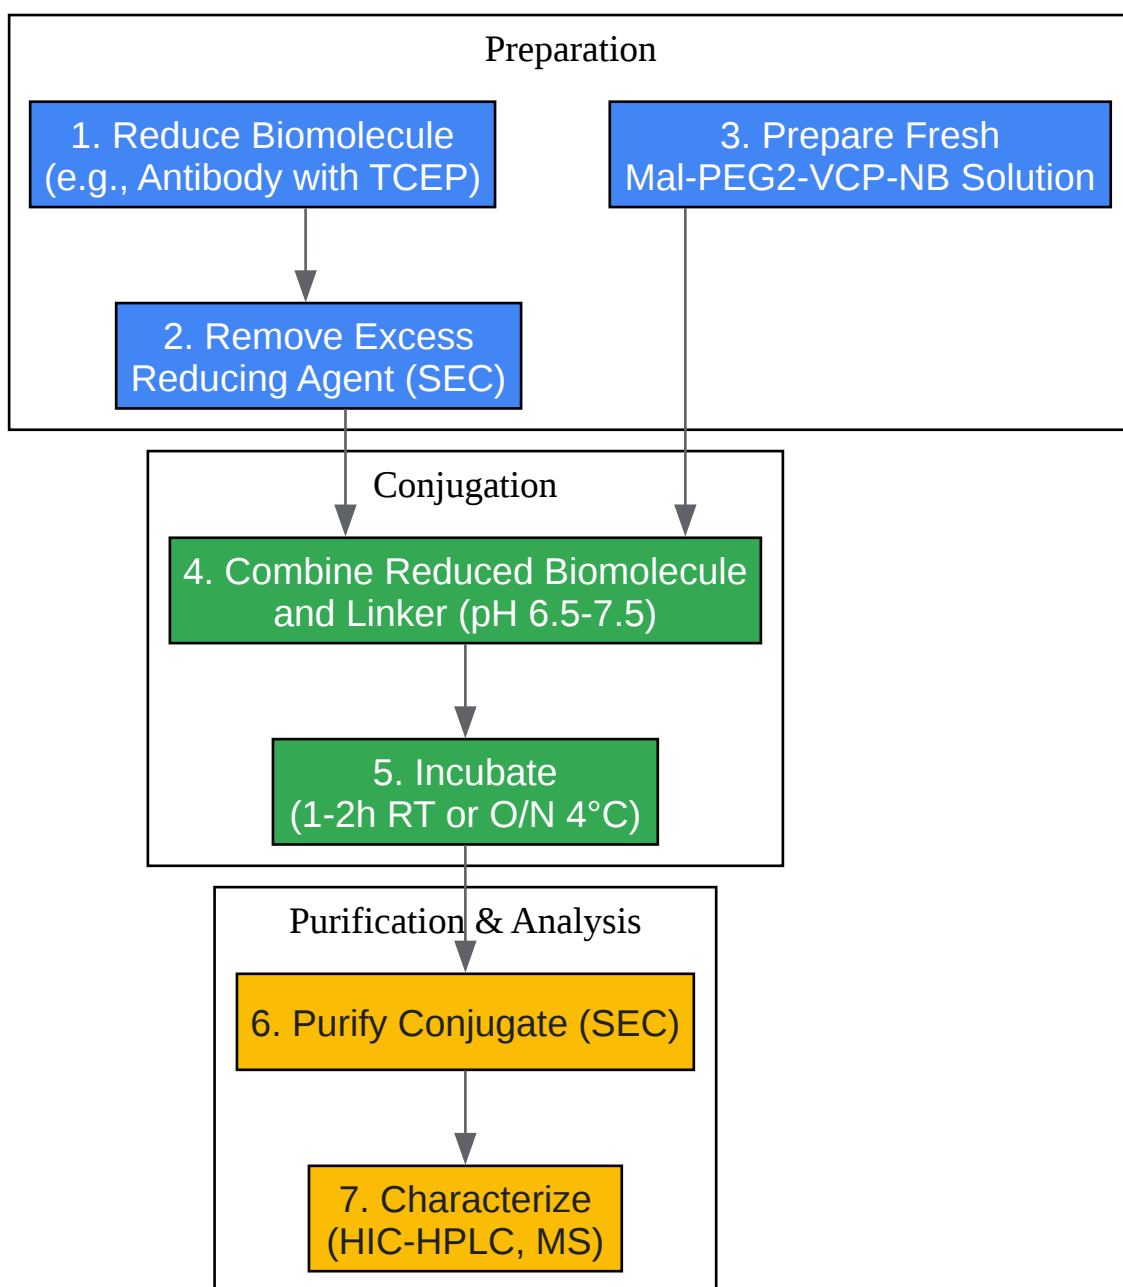 Preparation
1. Reduce Biomolecule
(e.g., Antibody with TCEP)
3. Prepare Fresh
Mal-PEG2-VCP-NB Solution
2. Remove Excess
Reducing Agent (SEC)
Conjugation
4. Combine Reduced Biomolecule
and Linker (pH 6.5-7.5)
5. Incubate
(1-2h RT or O/N 4°C)
Purification & Analysis
6. Purify Conjugate (SEC)
7. Characterize
(HIC-HPLC, MS)